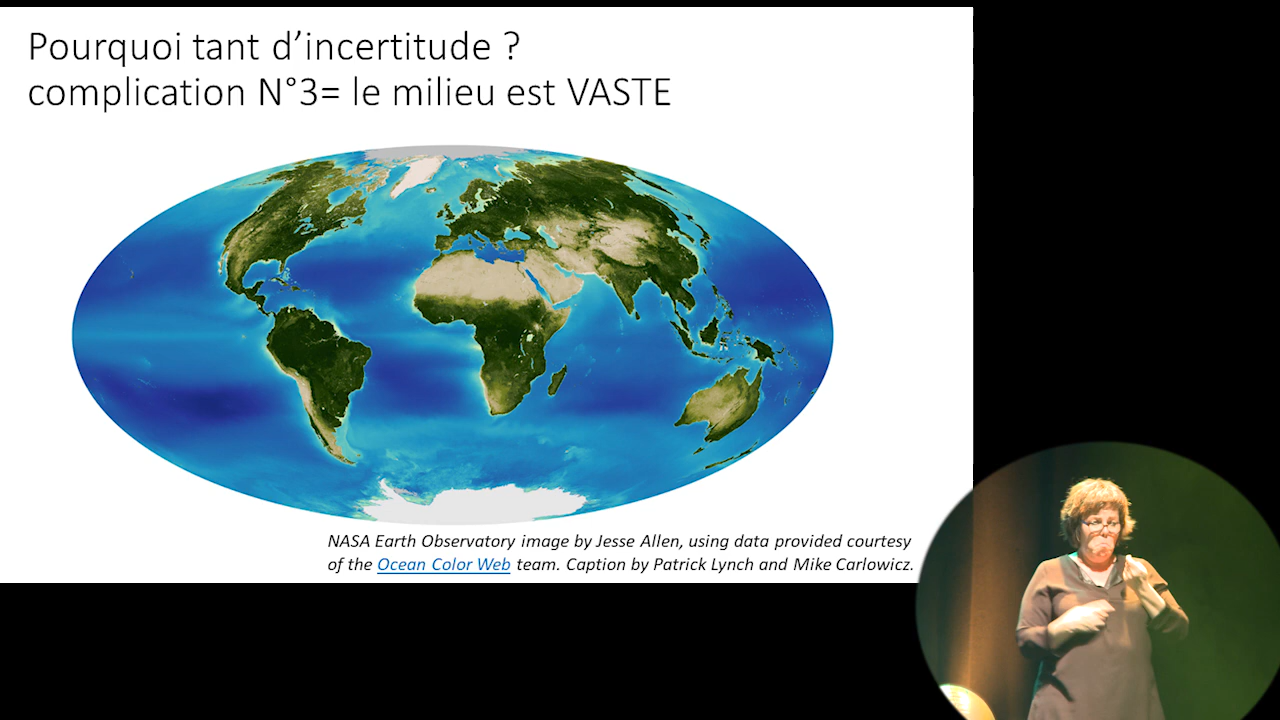 Pourquoi tant d’incertitude ?
complication N°3= le milieu est VASTE
NASA Earth Observatory image by Jesse Allen, using data provided courtesy
of the Ocean Color Web team. Caption by Patrick Lynch and Mike Carlowicz.